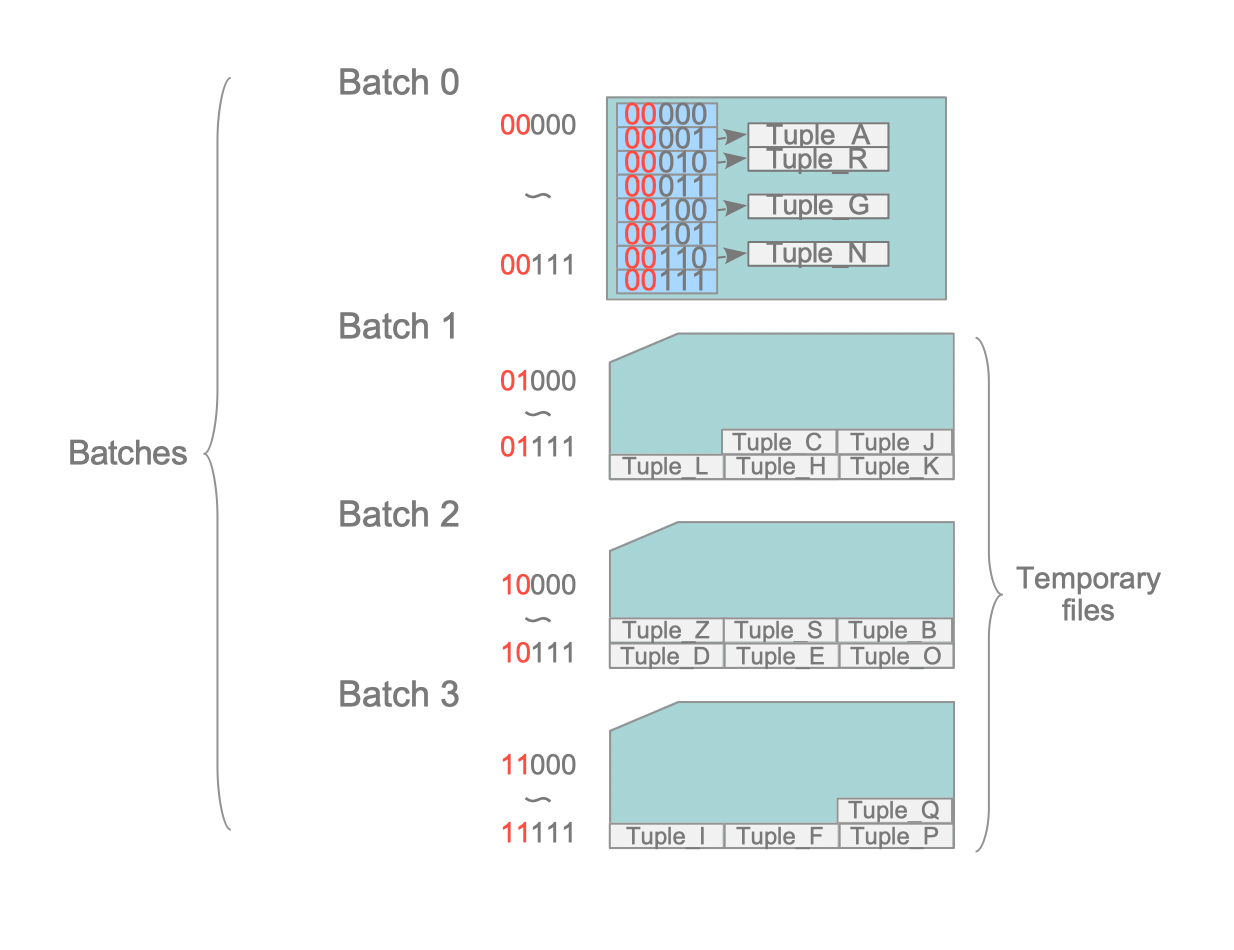 Batch 0
00000
00111
00000
00001
00010
00011
00100
00101
00110
00111
Tuple_A
Tuple_R
Tuple_G
Tuple_N
Batch 1
01000
01111
Tuple_C Tuple_J
Tuple_L Tuple_H Tuple_K
Batches
Batch 2
10000
10111
Tuple_Z Tuple_S Tuple_B
Tuple_D Tuple_E Tuple_O
Temporary
files
Batch 3
11000
11111
Tuple_Q
Tuple_I Tuple_F Tuple_P